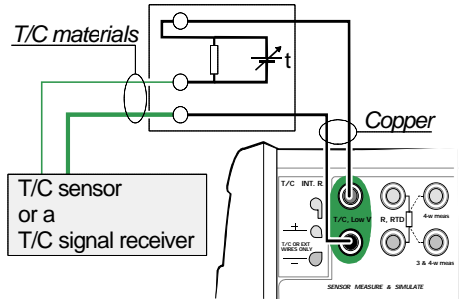 T/C materials
t
Copper
T/C sensor
or a
T/C signal receiver
T/C INT. R.
T/C, Low V
R, RTD
4-w meas
+
T/C OR EXT
WIRES ONLY
–
3 & 4-w meas
SENSOR MEASURE & SIMULATE